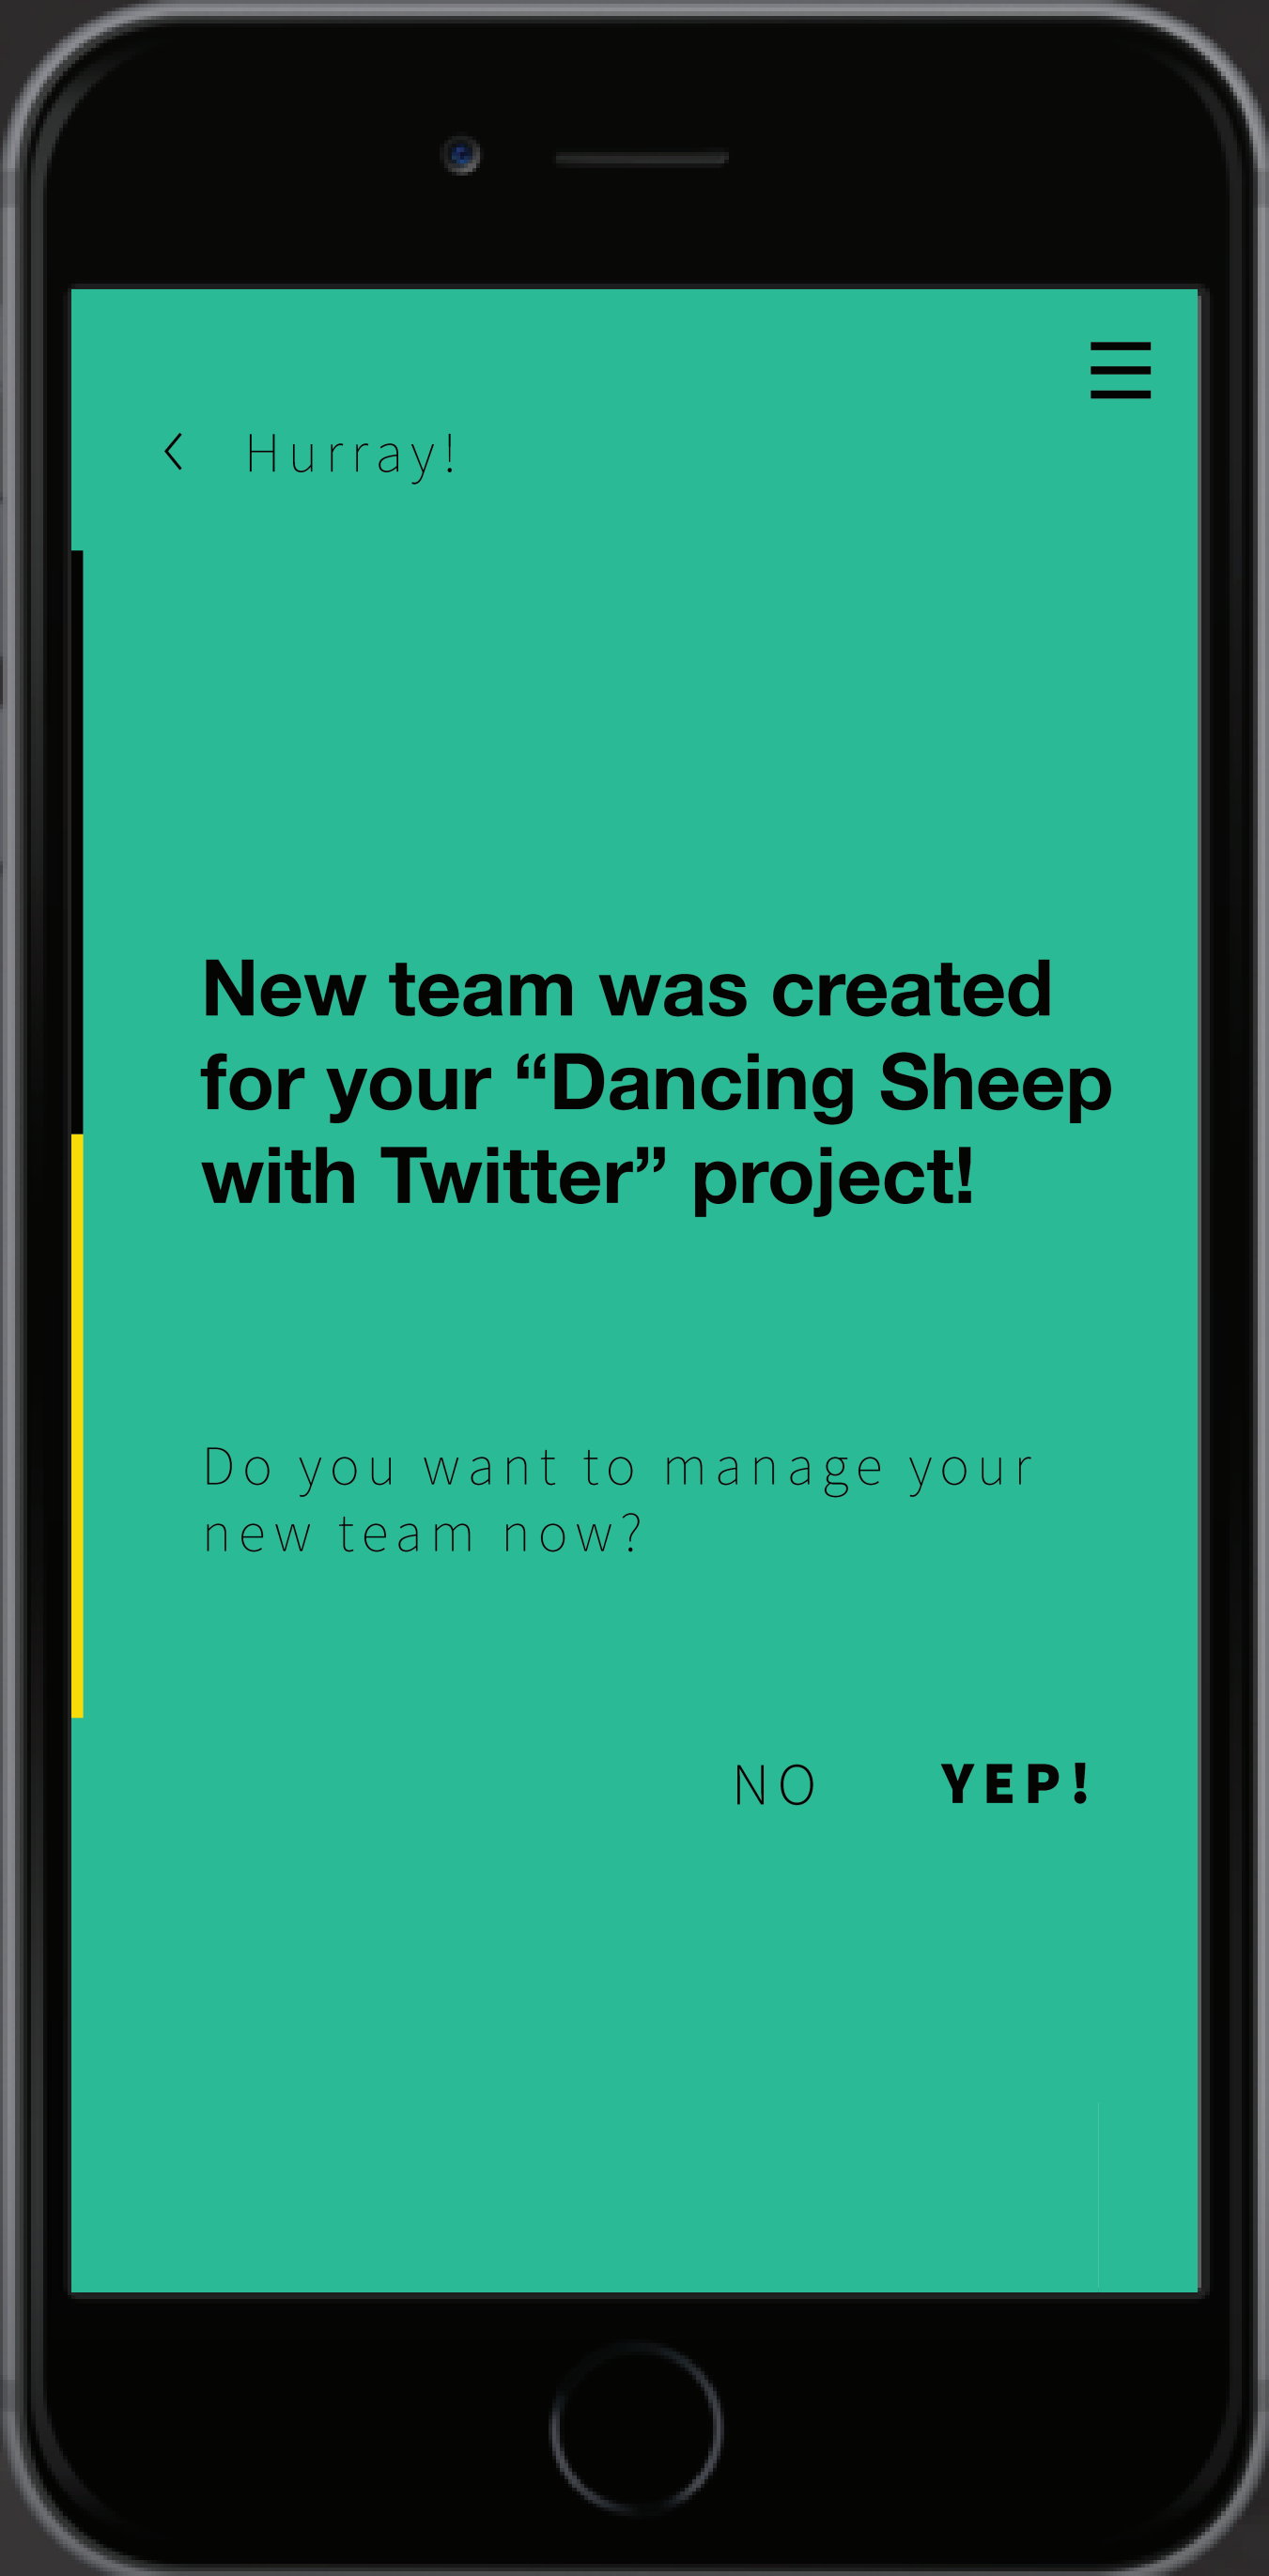 Hurray!
New team was created
for your “Dancing Sheep
with Twitter” project!
Do you want to manage your
new team now?
NO YEP!